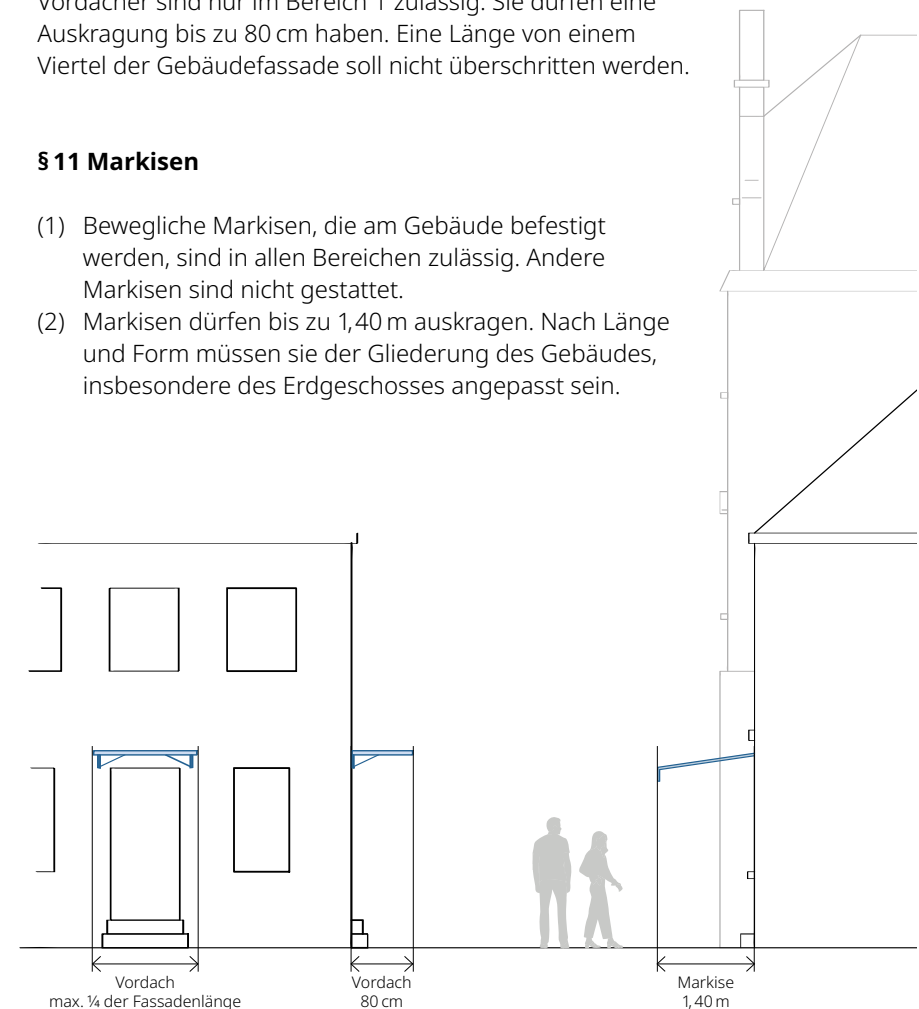 Vordächer sind nur im Bereich 1 zulässig. Sie dürfen eine
Auskragung bis zu 80 cm haben. Eine Länge von einem
Viertel der Gebäudefassade soll nicht überschritten werden.
§ 11 Markisen
(1) Bewegliche Markisen, die am Gebäude befestigt
werden, sind in allen Bereichen zulässig. Andere
Markisen sind nicht gestattet.
(2) Markisen dürfen bis zu 1,40 m auskragen. Nach Länge
und Form müssen sie der Gliederung des Gebäudes,
insbesondere des Erdgeschosses angepasst sein.
Vordach
max. ¼ der Fassadenlänge
Vordach
80 cm
Markise
1,40 m